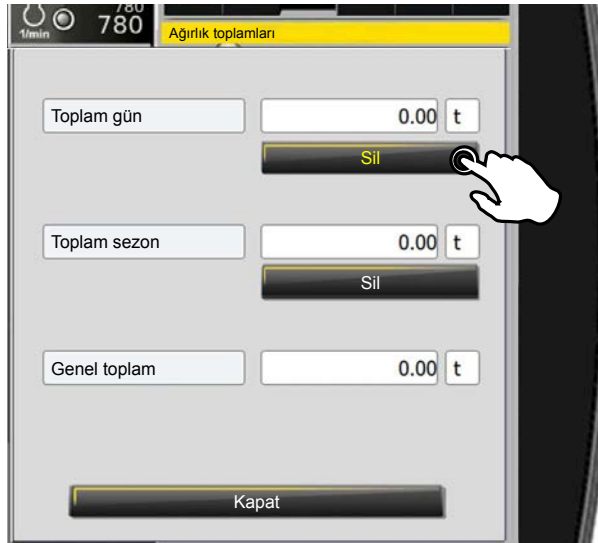 780
1/min 780
Ağırlık toplamları
Toplam gün 0.00 t
Sil
Toplam sezon 0.00 t
Sil
Genel toplam 0.00 t
Kapat